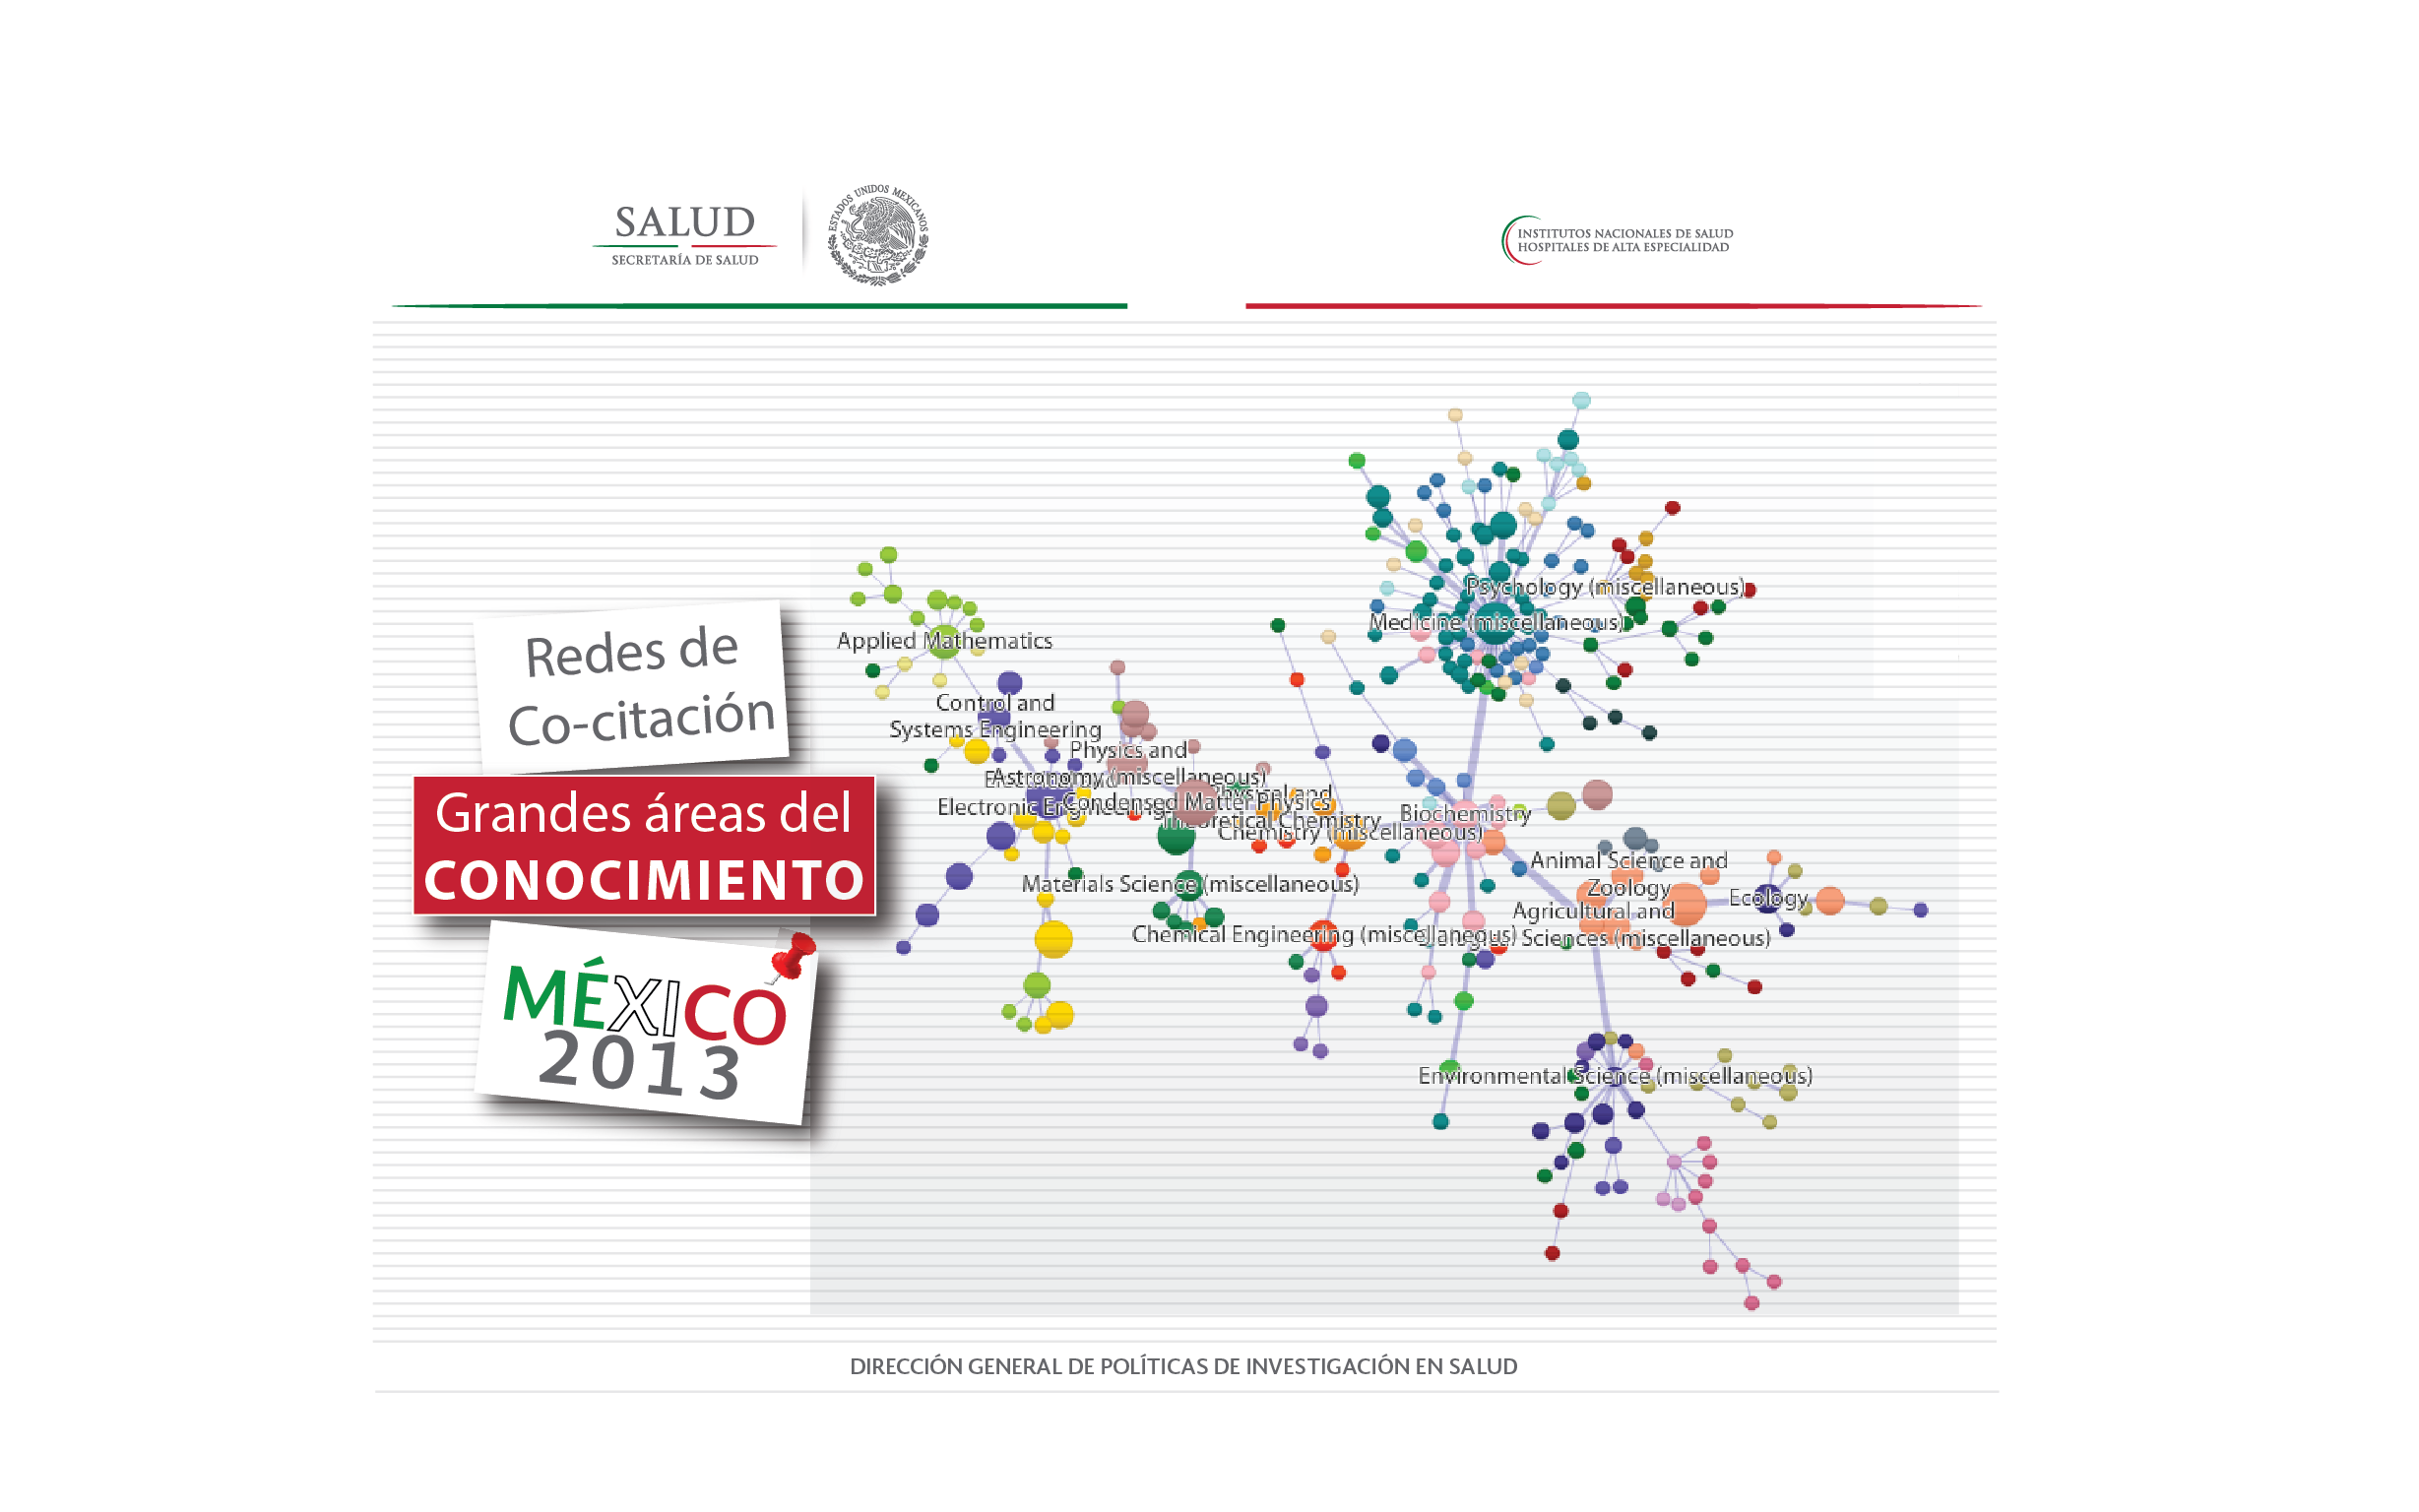 SALUD
SECRETARÍA DE SALUD
ESTADOS UNIDOS MEXICANOS
INSTITUTOS NACIONALES DE SALUD
HOSPITALES DE ALTA ESPECIALIDAD
Redes de
Co-citación
Grandes áreas del
CONOCIMIENTO
MÉXICO
2013
Psychology (miscellaneous)
Medicine (miscellaneous)
Applied Mathematics
Control and
Systems Engineering
Physics and
Astronomy (miscellaneous)
Electronic Engineering
Condensed Matter Physics
Theoretical Chemistry
Chemistry (miscellaneous)
Biochemistry
Animal Science and
Zoology
Ecology
Materials Science (miscellaneous)
Agricultural and
Sciences (miscellaneous)
Chemical Engineering (miscellaneous)
Environmental Science (miscellaneous)
DIRECCIÓN GENERAL DE POLÍTICAS DE INVESTIGACIÓN EN SALUD